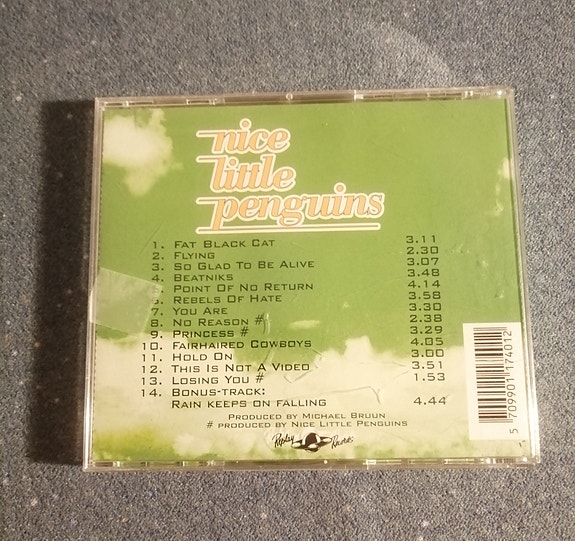 nice
little
penguins
1. Fat Black Cat 3.11
2. Flying 2.30
3. So Glad To Be Alive 3.07
4. Beatniks 3.48
5. Point Of No Return 4.14
6. Rebels Of Hate 3.58
7. You Are 3.30
8. No Reason # 2.38
9. Princess # 3.29
10. Fairhaired Cowboys 4.05
11. Hold On 3.00
12. This Is Not A Video 3.51
13. Losing You # 1.53
14. Bonus-track:
Rain keeps on falling 4.44
Produced by Michael Bruun
# produced by Nice Little Penguins
Replay Records
5 709901 174012